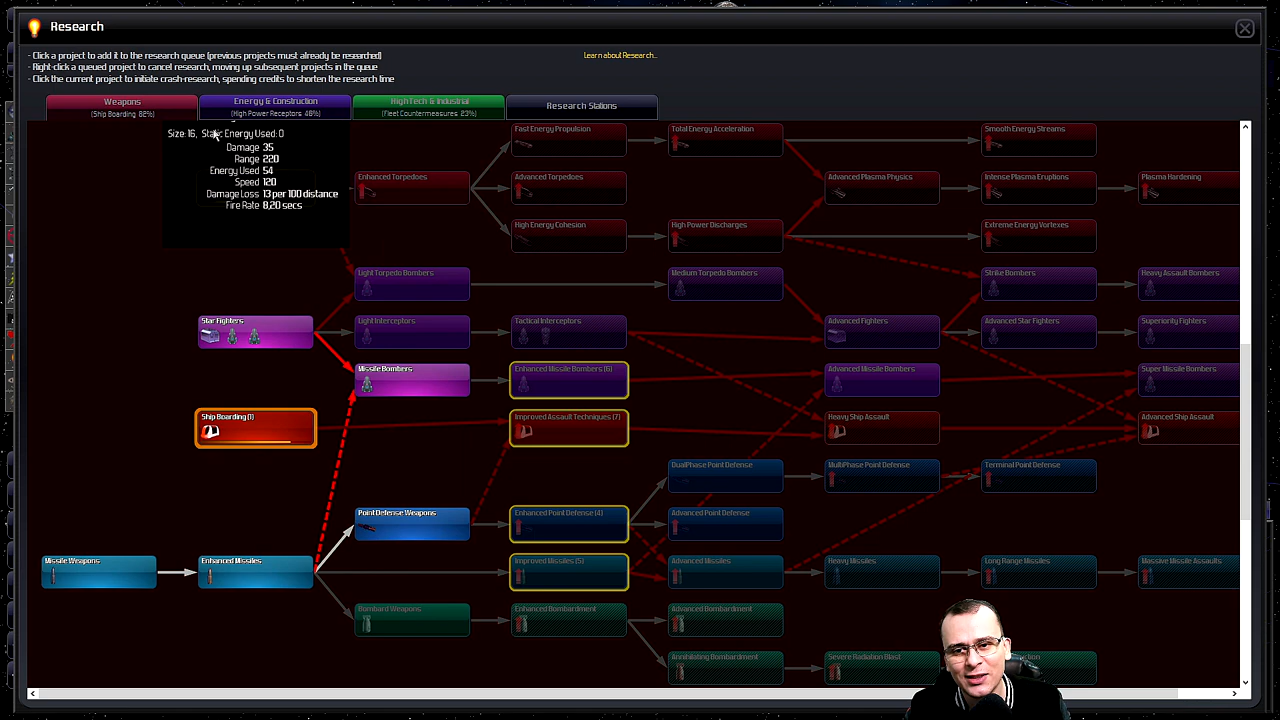 Research
- Click a project to add it to the research queue (previous projects must already be researched)
- Right-click a queued project to cancel research, moving up subsequent projects in the queue
- Click the current project to initiate crash-research, spending credits to shorten the research time
Learn about Research...
Weapons
(Ship Boarding 82%)
Energy & Construction
(High Power Receptors: 46%)
HighTech & Industrial
(Fleet Countermeasures: 23%)
Research Stations
Size: 16, Static Energy Used: 0
Damage 35
Range 220
Energy Used 54
Speed 120
Damage Loss 13 per 100 distance
Fire Rate 8,20 secs
Fast Energy Propulsion
Total Energy Acceleration
Smooth Energy Streams
Enhanced Torpedoes
Advanced Torpedoes
Advanced Plasma Physics
Intense Plasma Eruptions
Plasma Hardening
High Energy Cohesion
High Power Discharges
Extreme Energy Vortexes
Light Torpedo Bombers
Medium Torpedo Bombers
Strike Bombers
Heavy Assault Bombers
Star Fighters
Light Interceptors
Tactical Interceptors
Advanced Fighters
Advanced Star Fighters
Superiority Fighters
Missile Bombers
Enhanced Missile Bombers (6)
Advanced Missile Bombers
Super Missile Bombers
Ship Boarding (1)
Improved Assault Techniques (7)
Heavy Ship Assault
Advanced Ship Assault
DualPhase Point Defense
MultiPhase Point Defense
Terminal Point Defense
Point Defense Weapons
Enhanced Point Defense (4)
Advanced Point Defense
Missile Weapons
Enhanced Missiles
Improved Missiles (5)
Advanced Missiles
Heavy Missiles
Long Range Missiles
Massive Missile Assaults
Bombard Weapons
Enhanced Bombardment
Advanced Bombardment
Annihilating Bombardment
Severe Radiation Blast